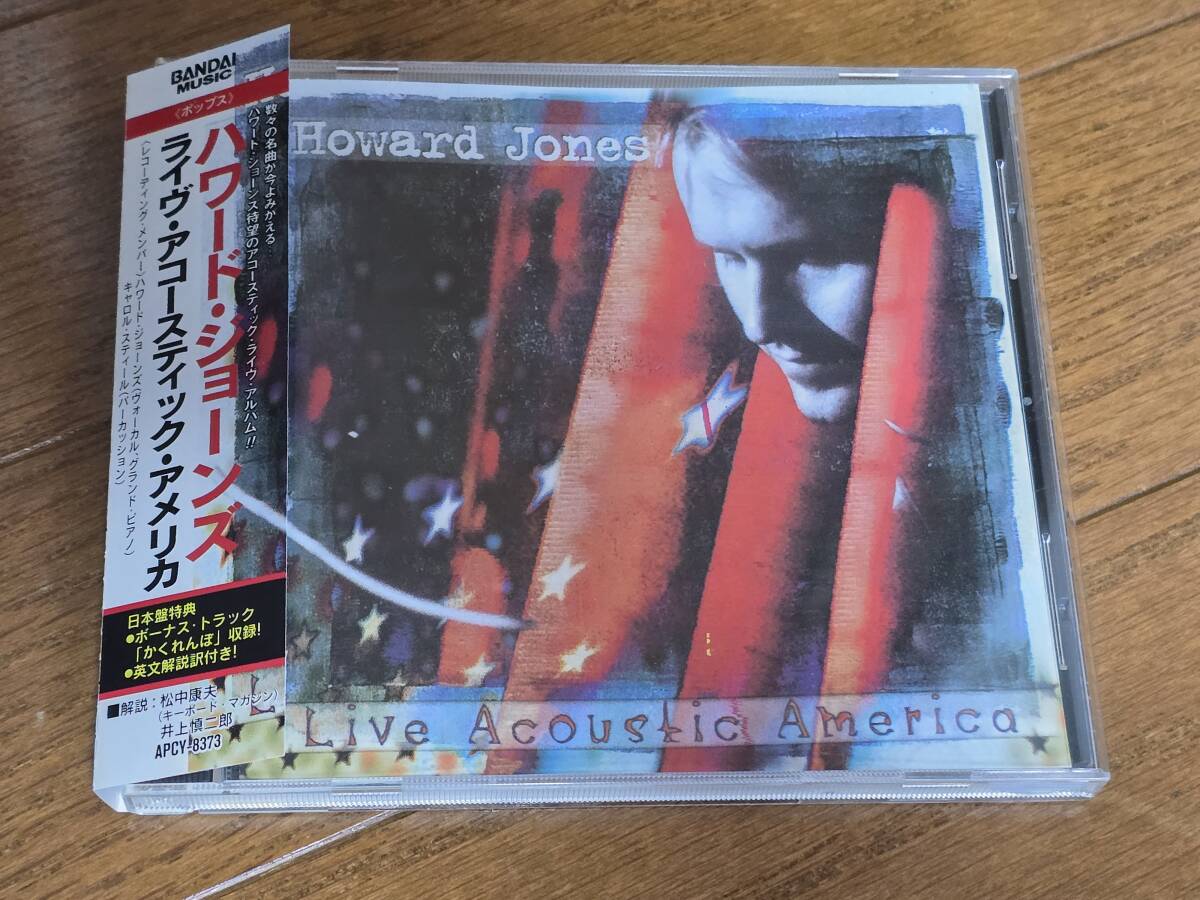 BANDAI
MUSIC
《ポップス》
ハワード・ジョーンズ
ライヴ・アコースティック・アメリカ
数々の名曲が今よみがえる…
ハワード・ジョーンズ待望のアコースティック・ライヴ・アルバム!!
〈レコーディング・メンバー〉ハワード・ジョーンズ(ヴォーカル、グランド・ピアノ)
キャロル・スティール(パーカッション)
日本盤特典
●ボーナス・トラック
「かくれんぼ」収録!
●英文解説訳付き!
■解説：松中康夫
(キーボード・マガジン)
井上慎二郎
APCY-8373
Howard Jones
Live Acoustic America